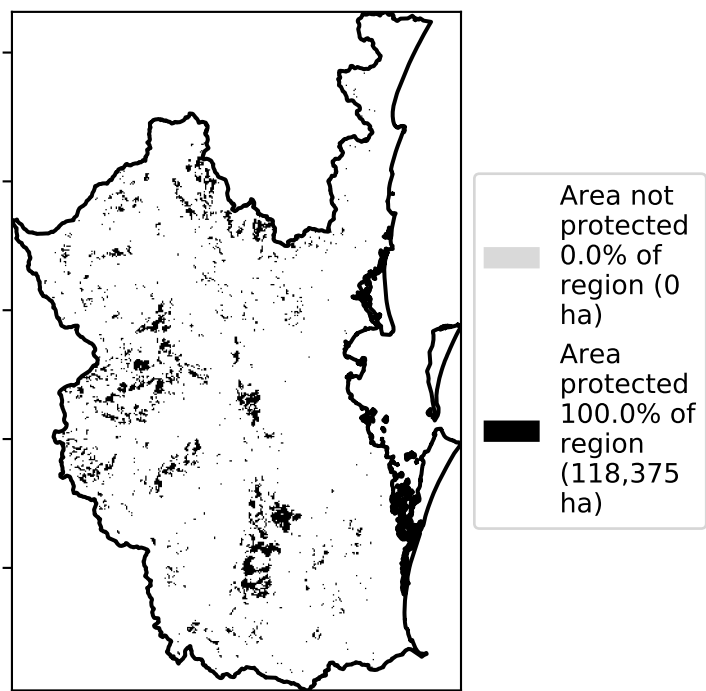 Area not
protected
0.0% of
region (0
ha)
Area
protected
100.0% of
region
(118,375
ha)